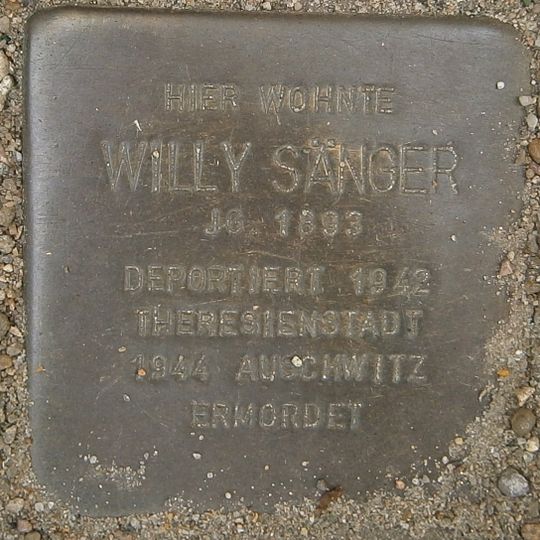 HIER WOHNTE
WILLY SÄNGER
JG. 1893
DEPORTIERT 1942
THERESIENSTADT
1944 AUSCHWITZ
ERMORDET